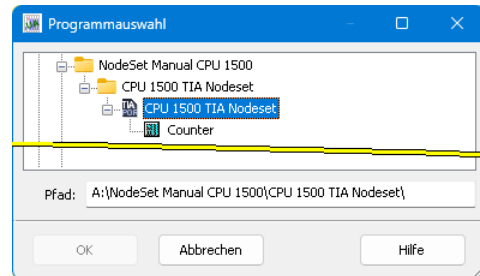 Programmauswahl
NodeSet Manual CPU 1500
CPU 1500 TIA Nodeset
CPU 1500 TIA Nodeset
Counter
Pfad: A:\NodeSet Manual CPU 1500\CPU 1500 TIA Nodeset\
OK Abbrechen Hilfe